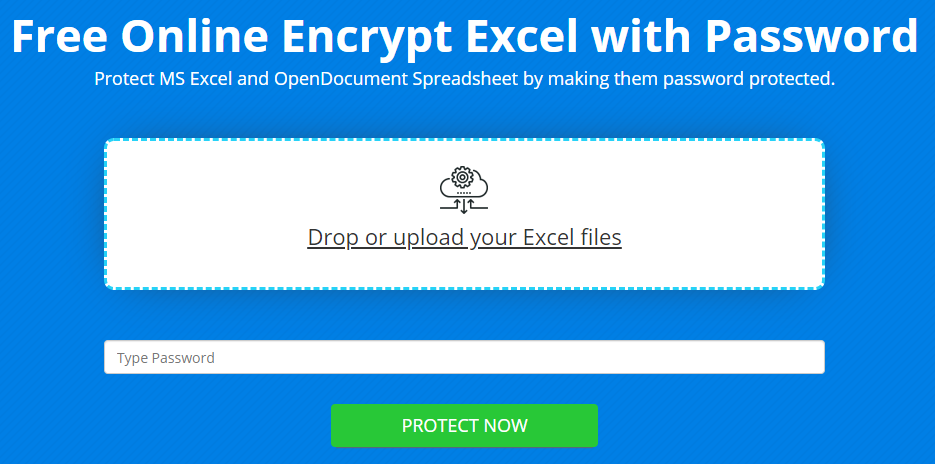 Free Online Encrypt Excel with Password
Protect MS Excel and OpenDocument Spreadsheet by making them password protected.
Drop or upload your Excel files
Type Password
PROTECT NOW